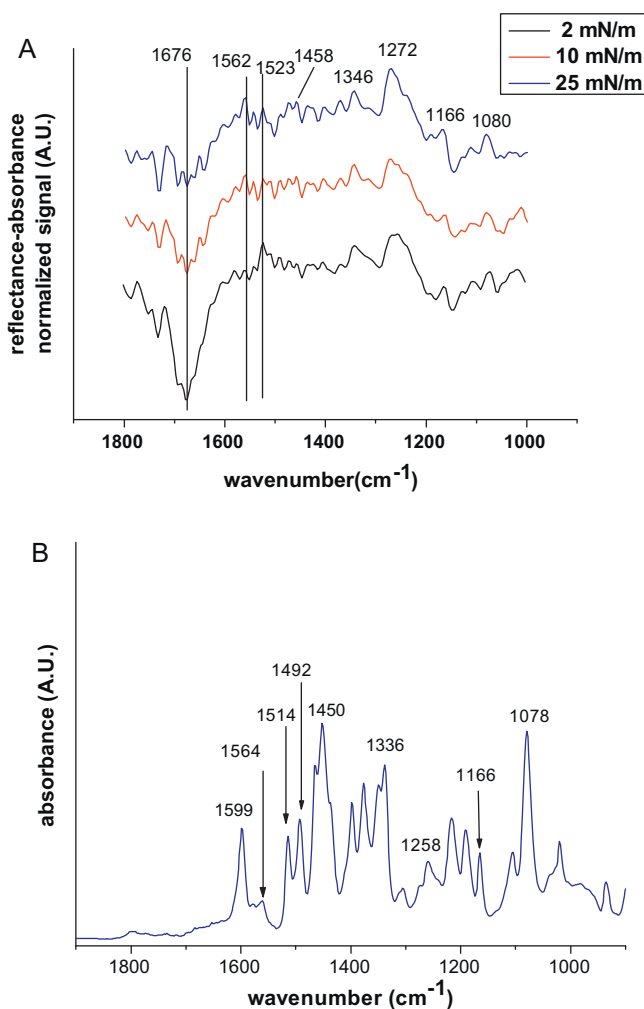 A
2 mN/m
10 mN/m
25 mN/m
1676
1562
1523
1458
1346
1272
1166
1080
reflectance-absorbance
normalized signal (A.U.)
1800
1600
1400
1200
1000
wavenumber(cm-1)
B
1599
1564
1514
1492
1450
1336
1258
1166
1078
absorbance (A.U.)
1800
1600
1400
1200
1000
wavenumber (cm-1)